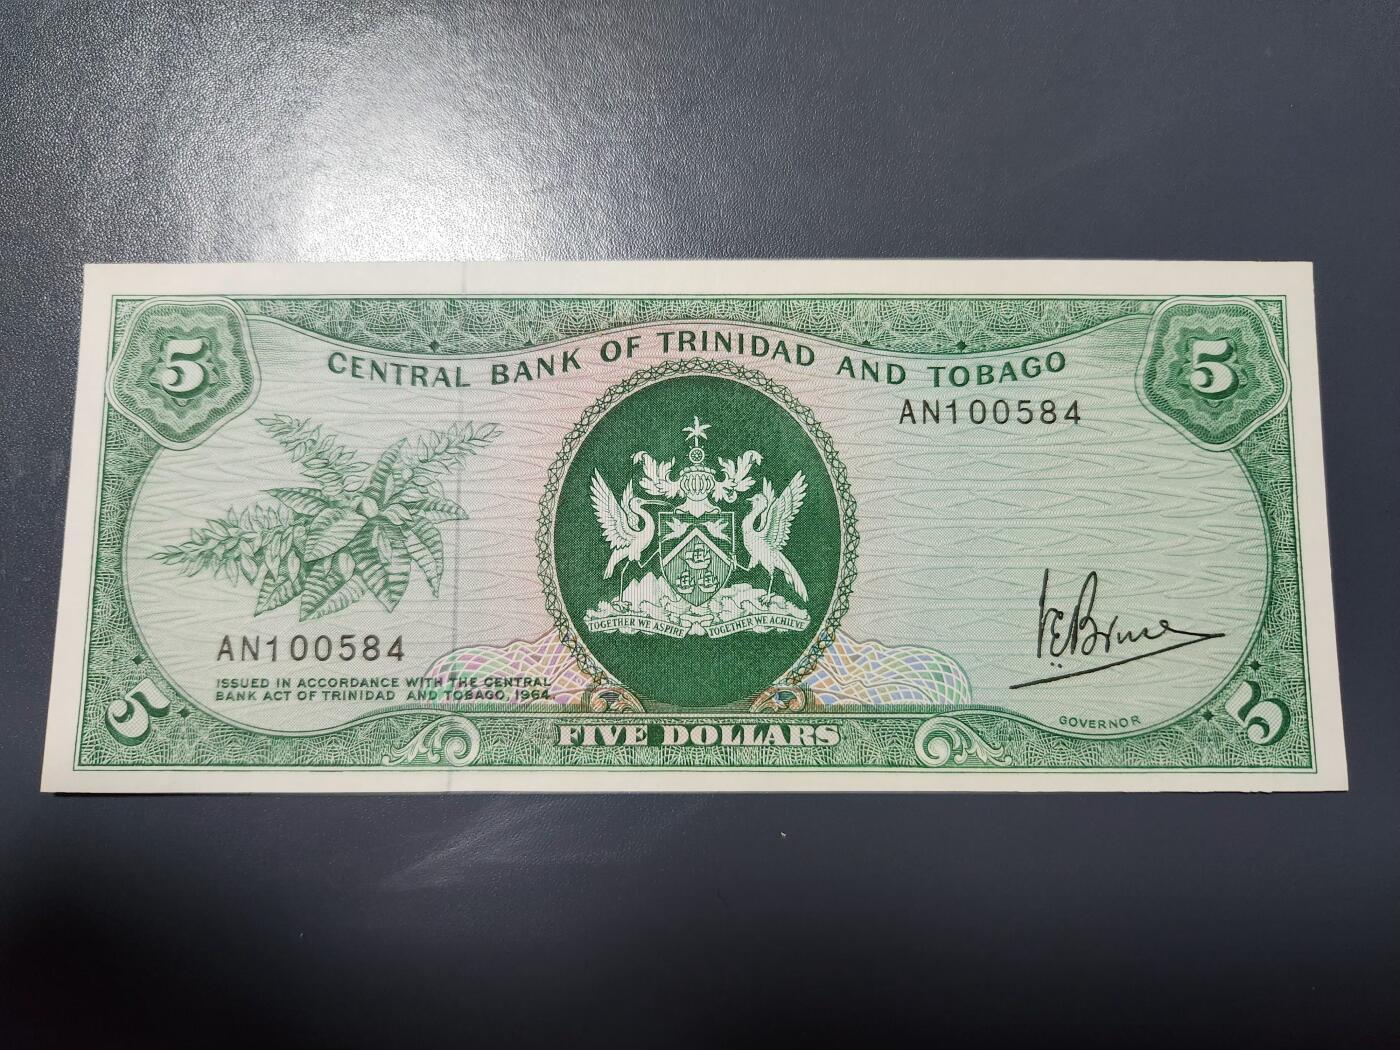 5
5
CENTRAL BANK OF TRINIDAD AND TOBAGO
AN100584
TOGETHER WE ASPIRE TOGETHER WE ACHIEVE
AN100584
ISSUED IN ACCORDANCE WITH THE CENTRAL
BANK ACT OF TRINIDAD AND TOBAGO, 1964
GOVERNOR
5
FIVE DOLLARS
5